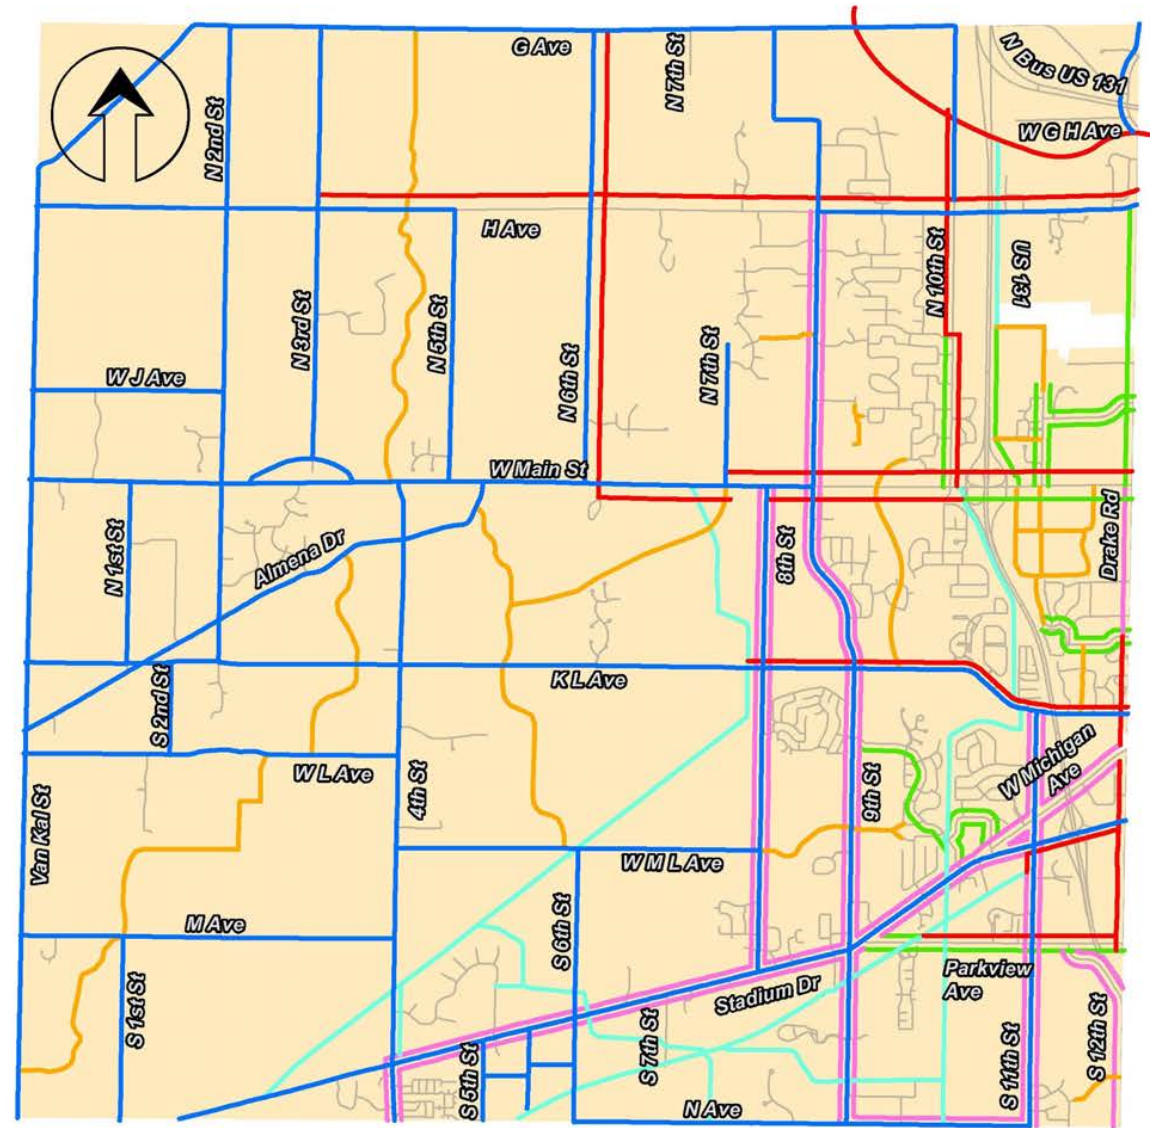 G Ave
N 7th St
N Bus US 131
W G H Ave
N 2nd St
H Ave
N 10th St
US 131
N 3rd St
N 5th St
N 6th St
N 7th St
W J Ave
W Main St
N 1st St
Almena Dr
8th St
Drake Rd
K L Ave
S 2nd St
W L Ave
4th St
9th St
W Michigan
Ave
Van Kal St
W M L Ave
M Ave
S 6th St
Parkview
Ave
Stadium Dr
S 1st St
S 7th St
S 5th St
S 11th St
S 12th St
N Ave